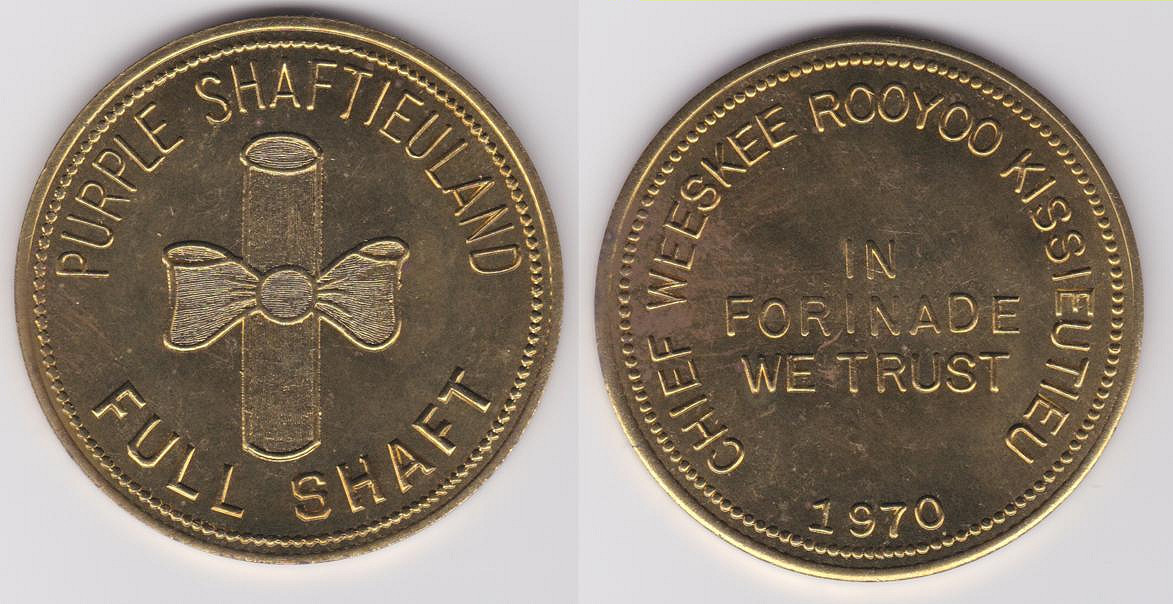 PURPLE SHAFTIEULAND
FULL SHAFT
CHIEF WEESKEE ROOYOO KISSIEUTIEU
IN
FORINADE
WE TRUST
1970